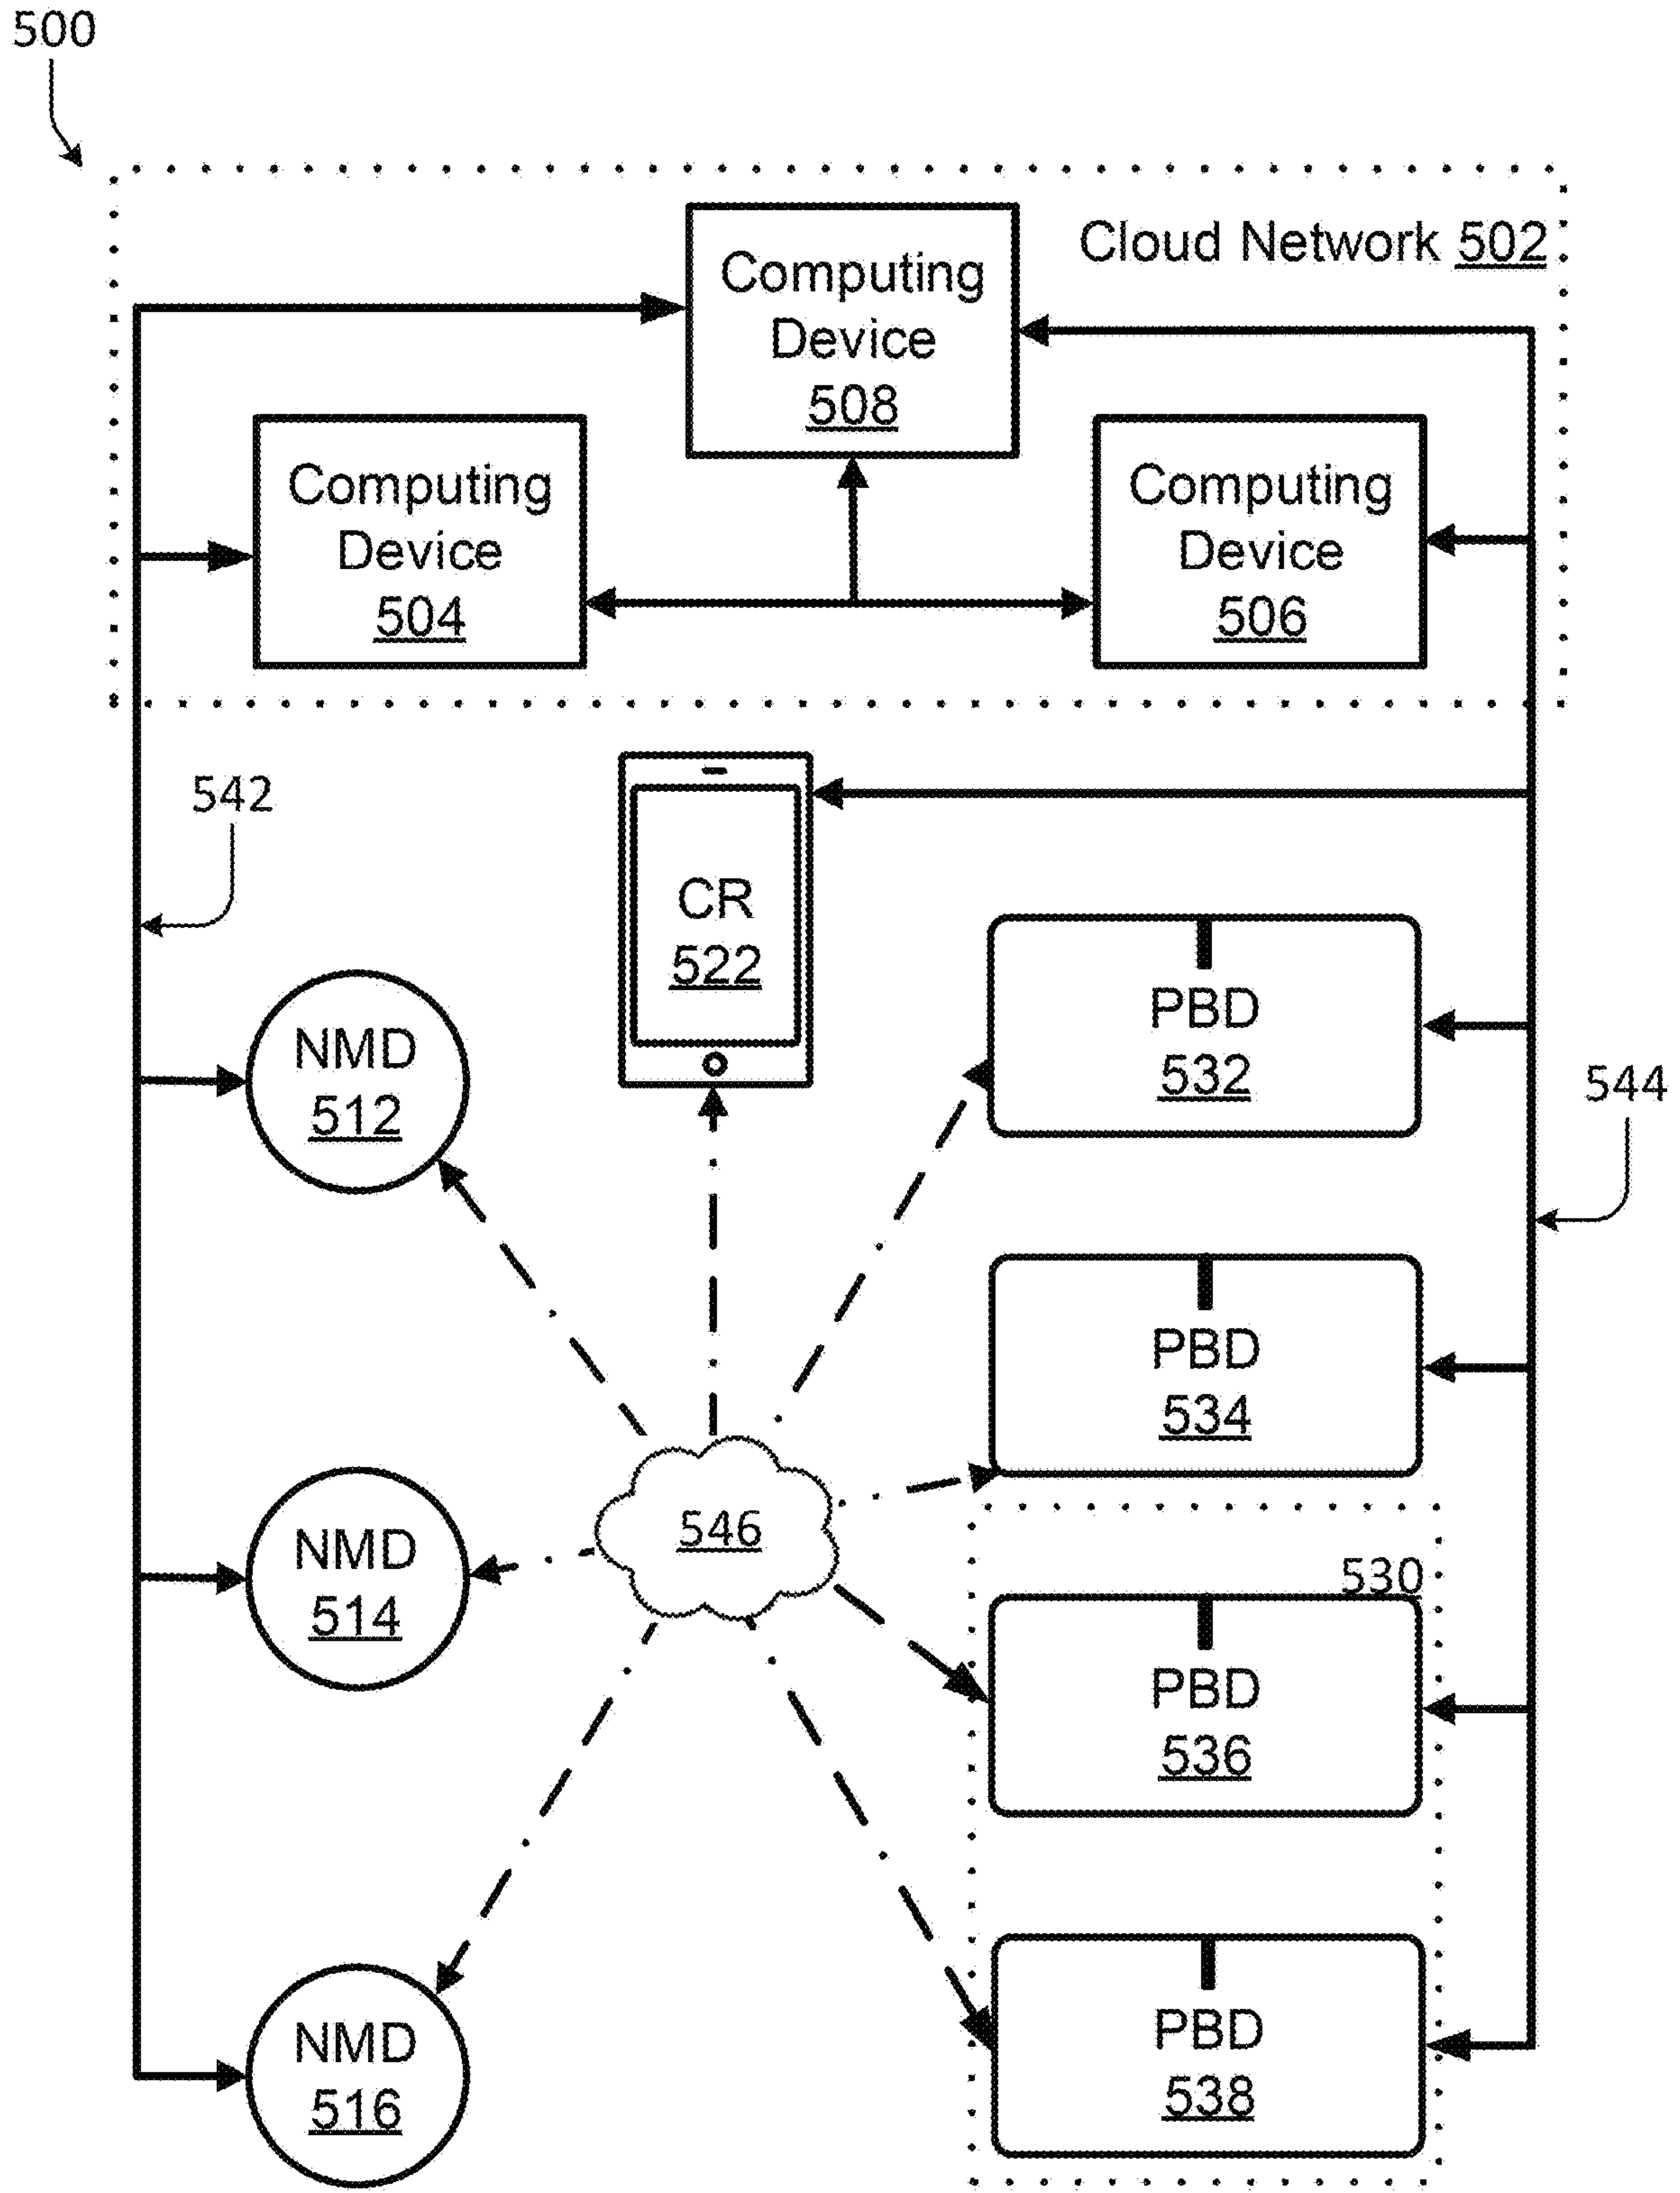 500
Cloud Network 502
Computing
Device
508
Computing
Device
504
Computing
Device
506
542
CR
522
PBD
532
NMD
512
544
PBD
534
546
NMD
514
530
PBD
536
PBD
538
NMD
516